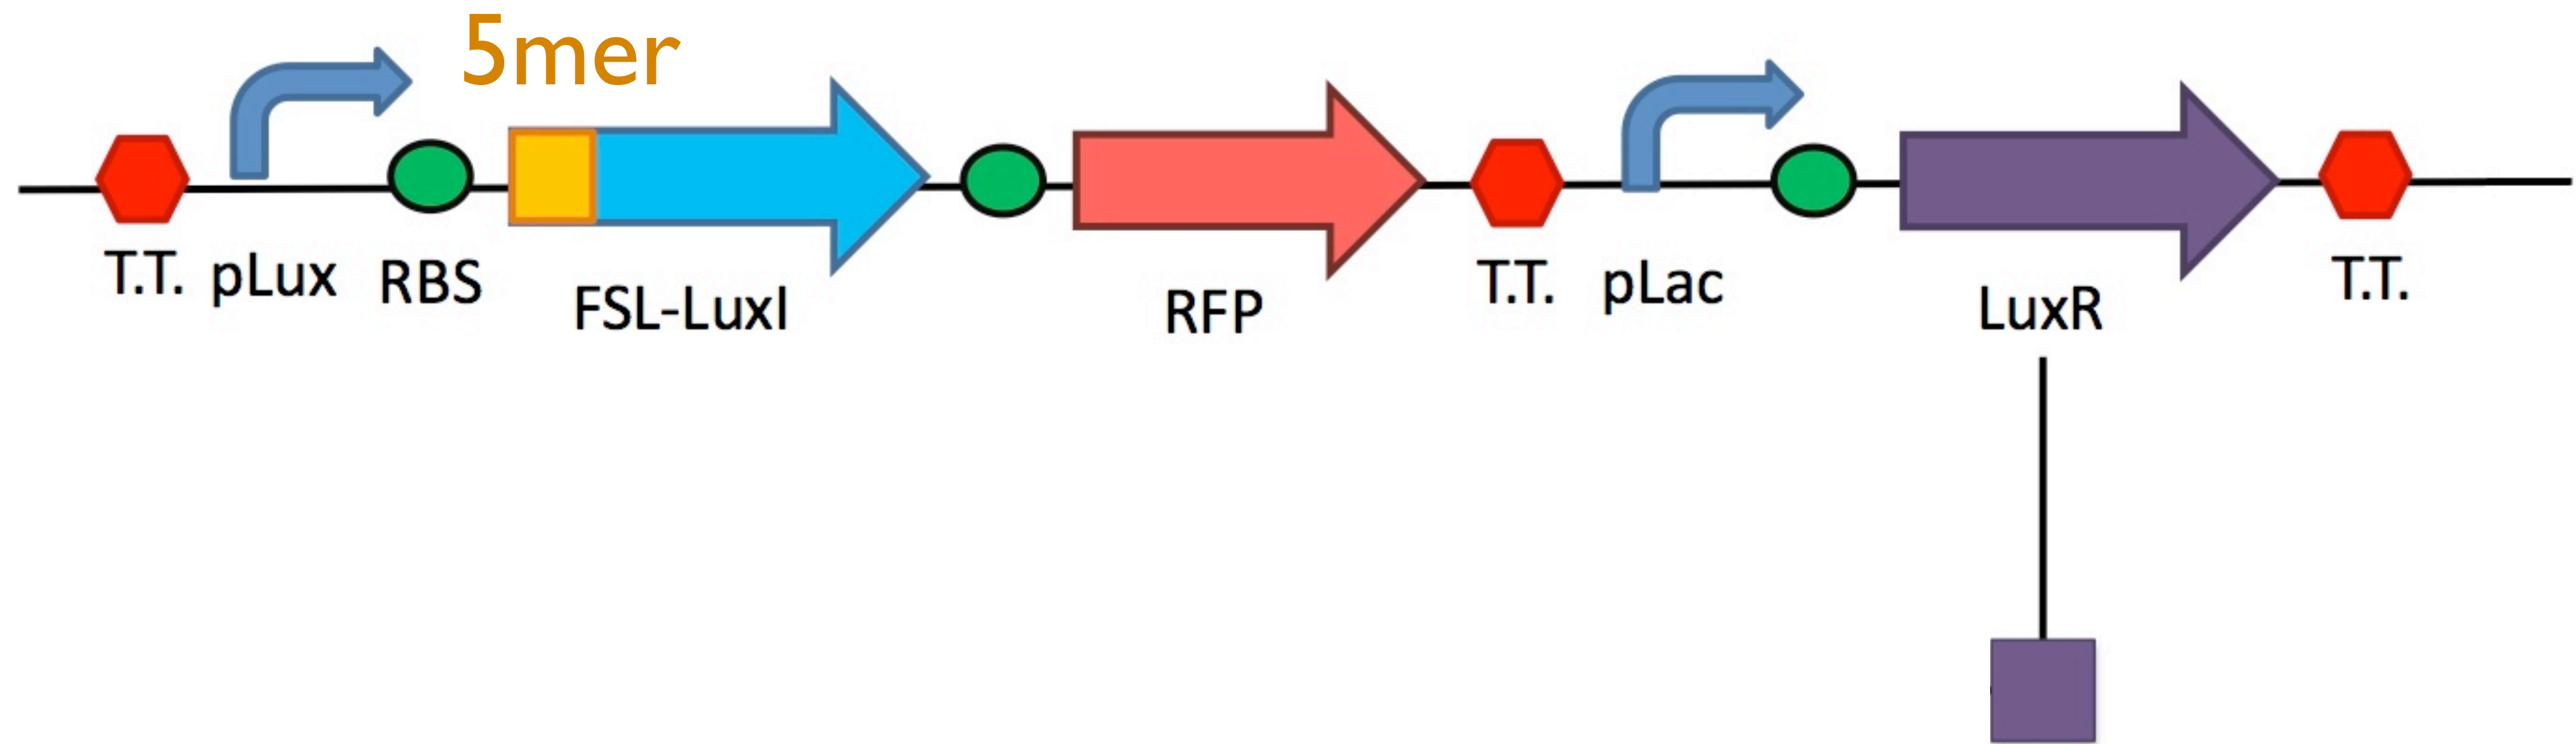 5mer
T.T. pLux RBS FSL-LuxI RFP T.T. pLac LuxR T.T.